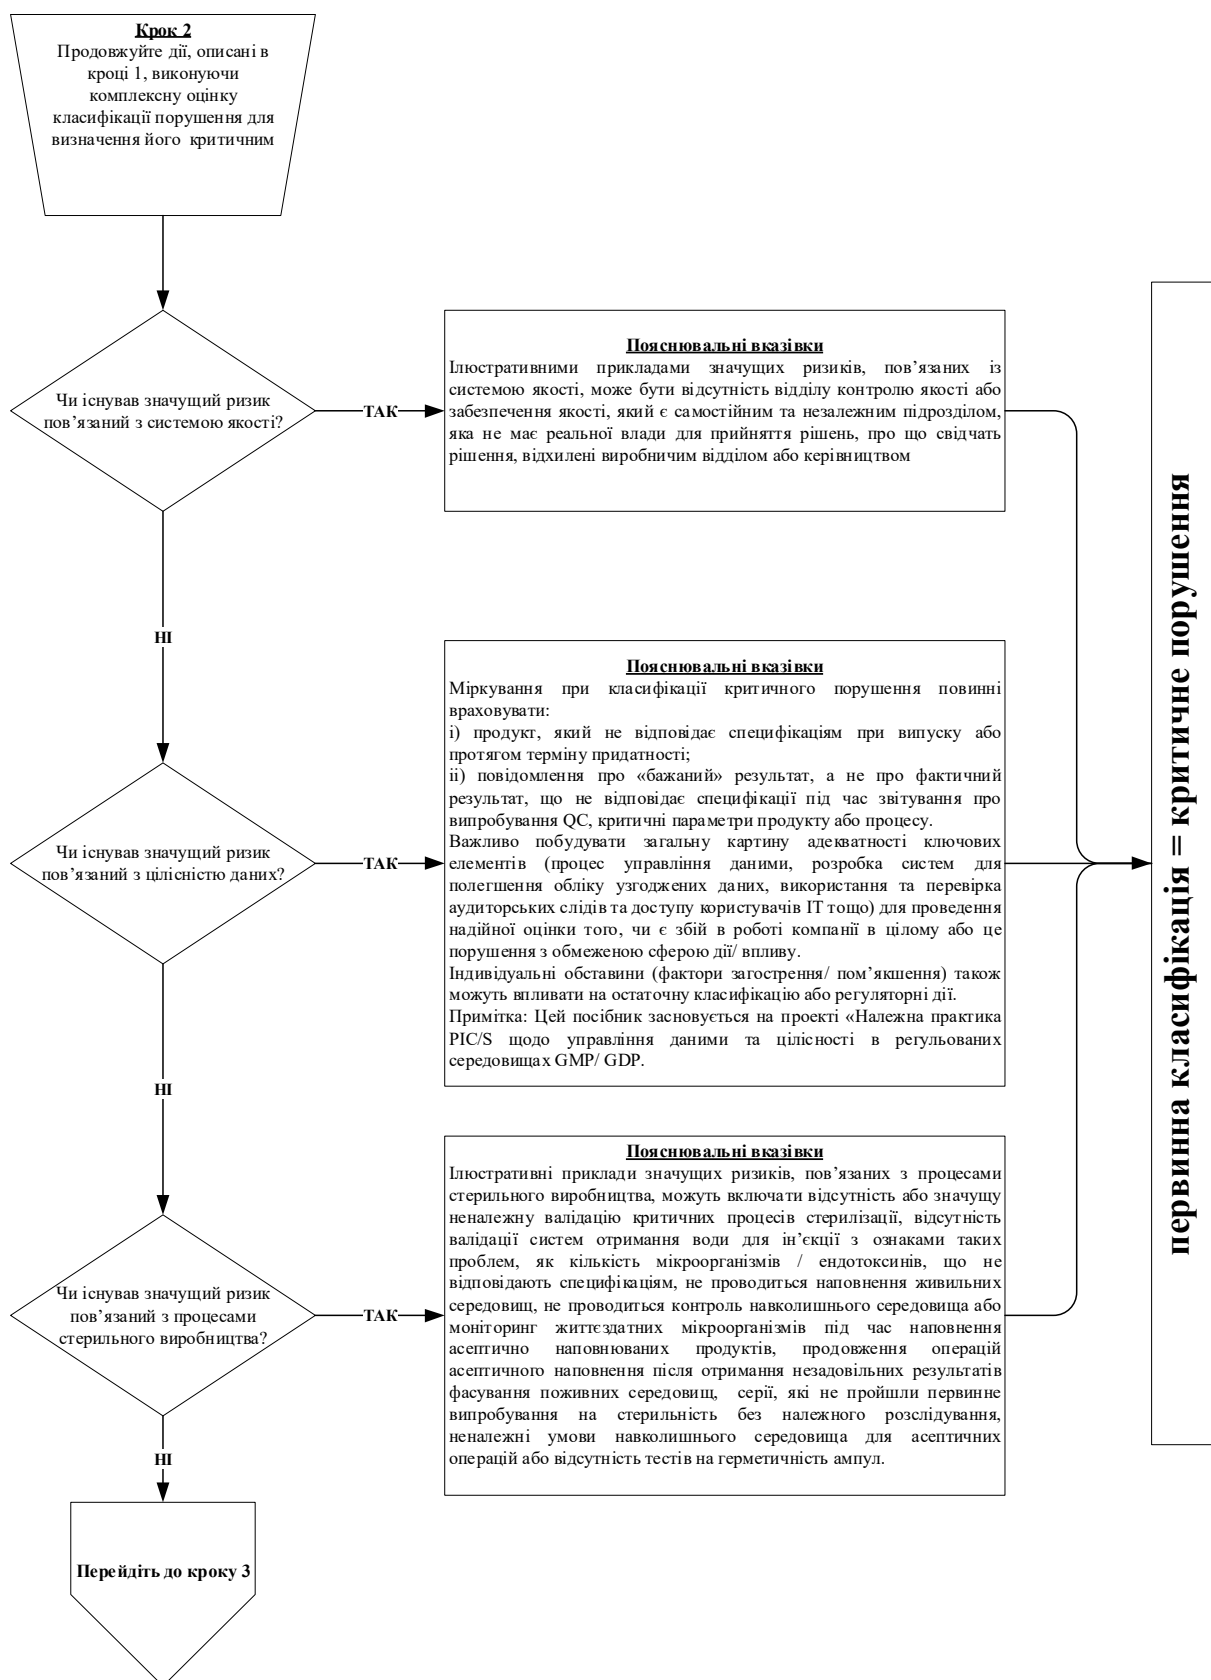 Крок 2
Продовжуйте дії, описані в
кроці 1, виконуючи
комплексну оцінку
класифікації порушення для
визначення його критичним
Чи існував значущий ризик
пов’язаний з системою якості?
ТАК
Пояснювальні вказівки
Ілюстративними прикладами значущих ризиків, пов’язаних із
системою якості, може бути відсутність відділу контролю якості або
забезпечення якості, який є самостійним та незалежним підрозділом,
яка не має реальної влади для прийняття рішень, про що свідчать
рішення, відхилені виробничим відділом або керівництвом
НІ
Чи існував значущий ризик
пов’язаний з цілісністю даних?
ТАК
Пояснювальні вказівки
Міркування при класифікації критичного порушення повинні
враховувати:
i) продукт, який не відповідає специфікаціям при випуску або
протягом терміну придатності;
ii) повідомлення про «бажаний» результат, а не про фактичний
результат, що не відповідає специфікації під час звітування про
випробування QC, критичні параметри продукту або процесу.
Важливо побудувати загальну картину адекватності ключових
елементів (процес управління даними, розробка систем для
полегшення обліку узгоджених даних, використання та перевірка
аудиторських слідів та доступу користувачів ІТ тощо) для проведення
надійної оцінки того, чи є збій в роботі компанії в цілому або це
порушення з обмеженою сферою дії/ впливу.
Індивідуальні обставини (фактори загострення/ пом’якшення) також
можуть впливати на остаточну класифікацію або регуляторні дії.
Примітка: Цей посібник засновується на проекті «Належна практика
PIC/S щодо управління даними та цілісності в регульованих
середовищах GMP/ GDP.
НІ
Чи існував значущий ризик
пов’язаний з процесами
стерильного виробництва?
ТАК
Пояснювальні вказівки
Ілюстративні приклади значущих ризиків, пов’язаних з процесами
стерильного виробництва, можуть включати відсутність або значущу
неналежну валідацію критичних процесів стерилізації, відсутність
валідації систем отримання води для ін’єкції з ознаками таких
проблем, як кількість мікроорганізмів / ендотоксинів, що не
відповідають специфікаціям, не проводиться наповнення живильних
середовищ, не проводиться контроль навколишнього середовища або
моніторинг життєздатних мікроорганізмів під час наповнення
асептично наповнюваних продуктів, продовження операцій
асептичного наповнення після отримання незадовільних результатів
фасування поживних середовищ, серії, які не пройшли первинне
випробування на стерильність без належного розслідування,
неналежні умови навколишнього середовища для асептичних
операцій або відсутність тестів на герметичність ампул.
НІ
Перейдіть до кроку 3
первинна класифікація = критичне порушення